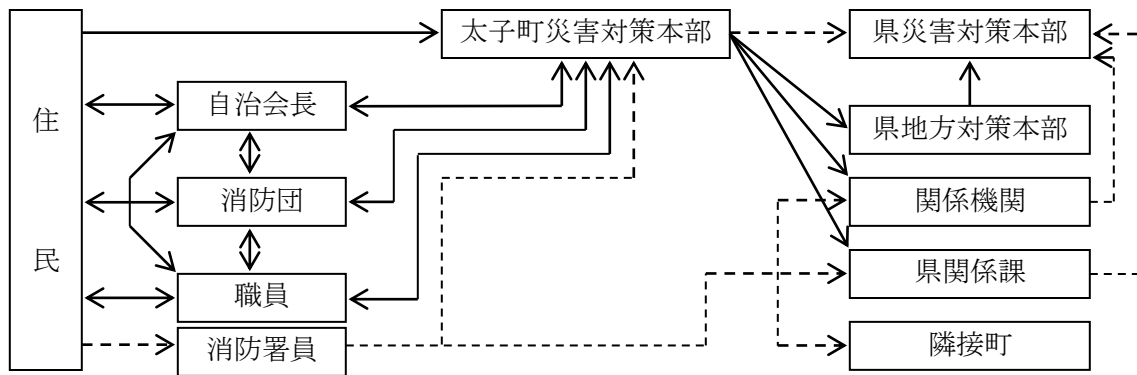 住民
太子町災害対策本部
県災害対策本部
自治会長
県地方対策本部
消防団
関係機関
職員
県関係課
消防署員
隣接町